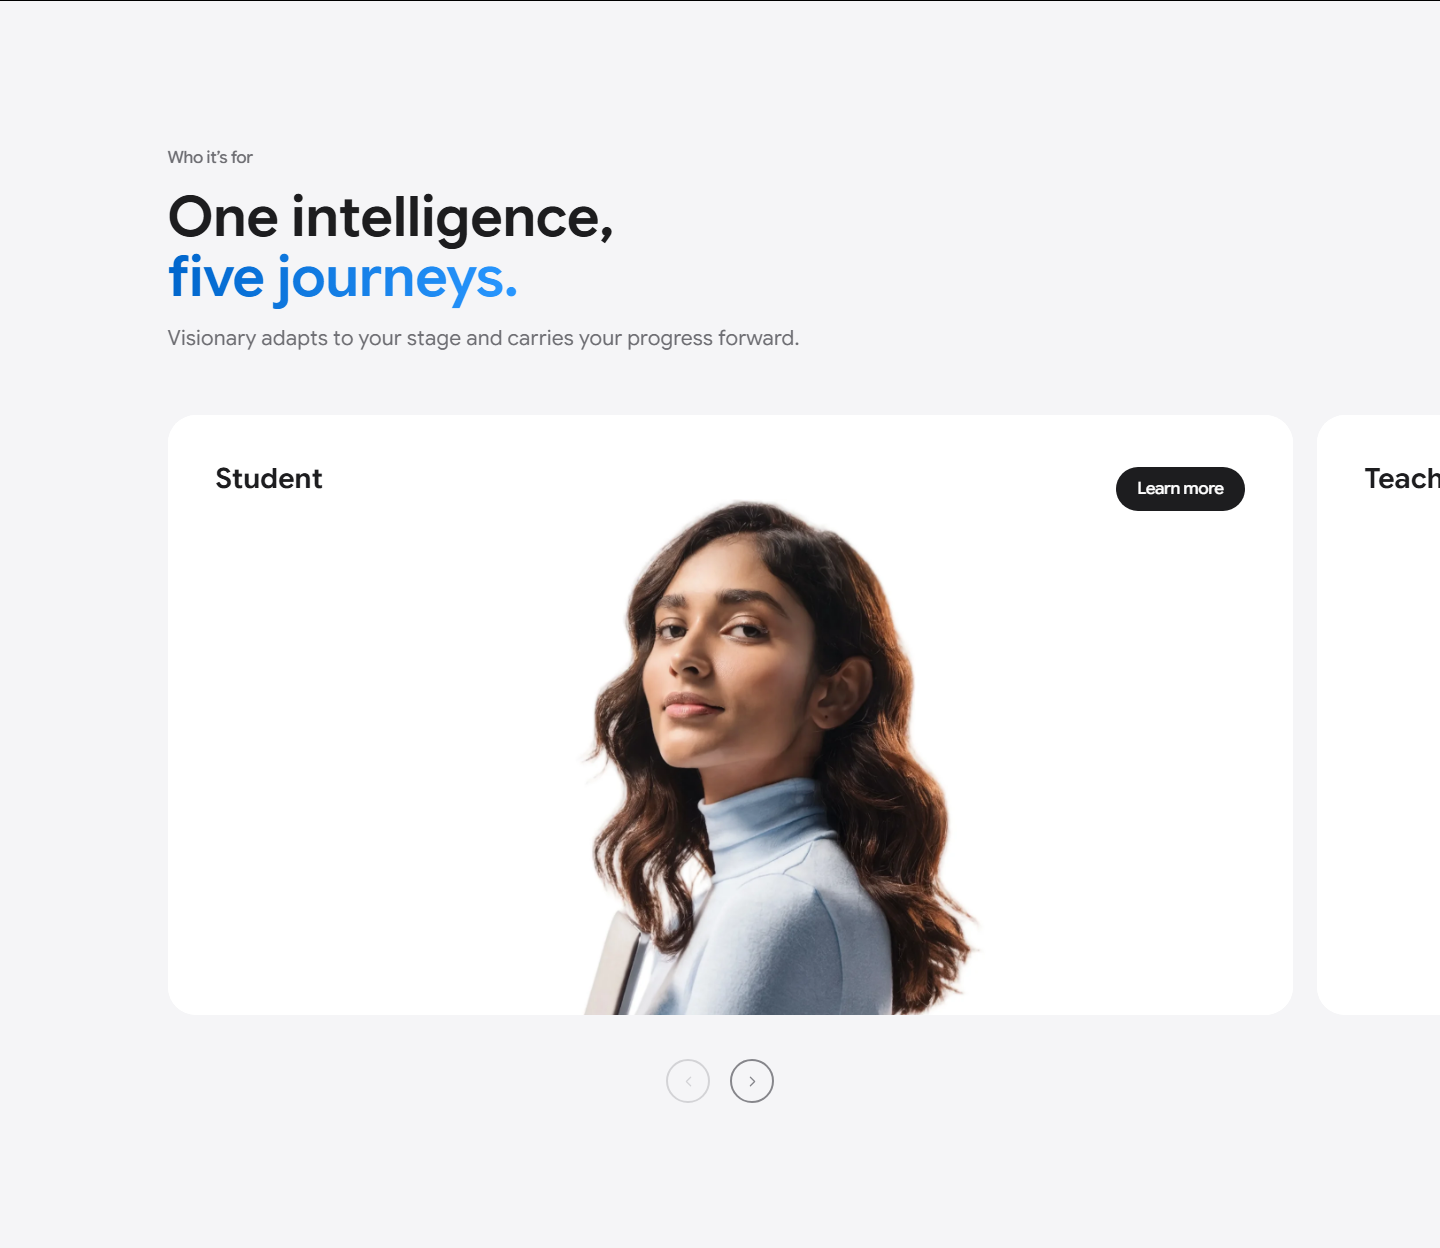 Who it’s for
One intelligence,
five journeys.
Visionary adapts to your stage and carries your progress forward.
Student
Learn more
Teach